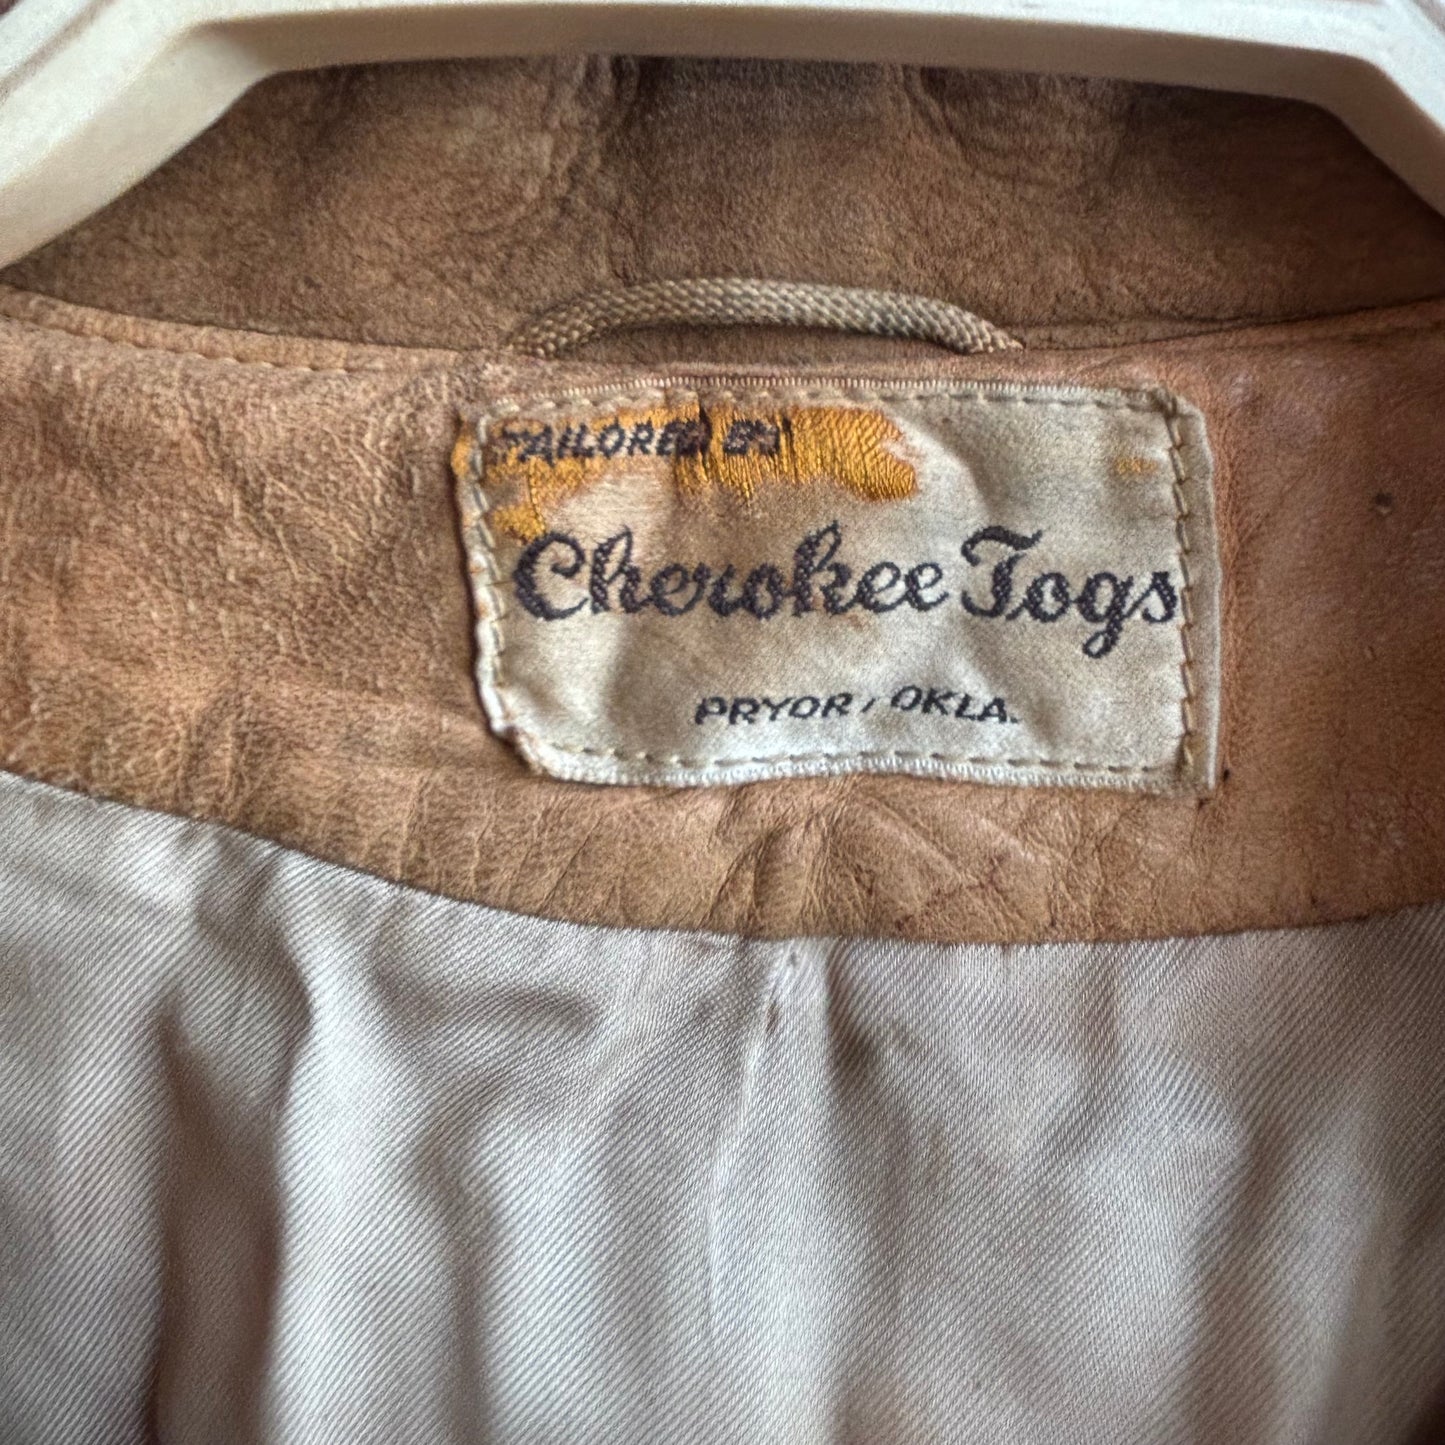 TAILORED BY
Cherokee Togs
PRYOR, OKLA.